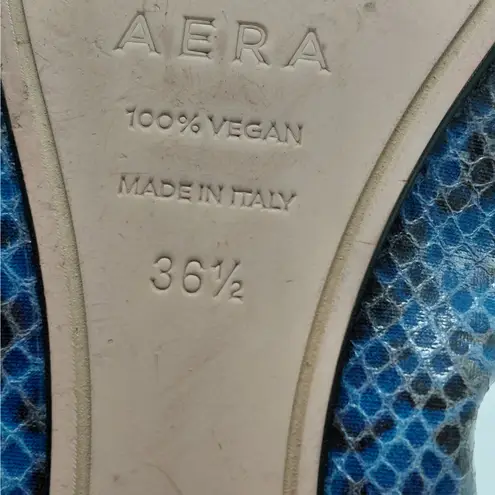 AERA
100% VEGAN
MADE IN ITALY
36½